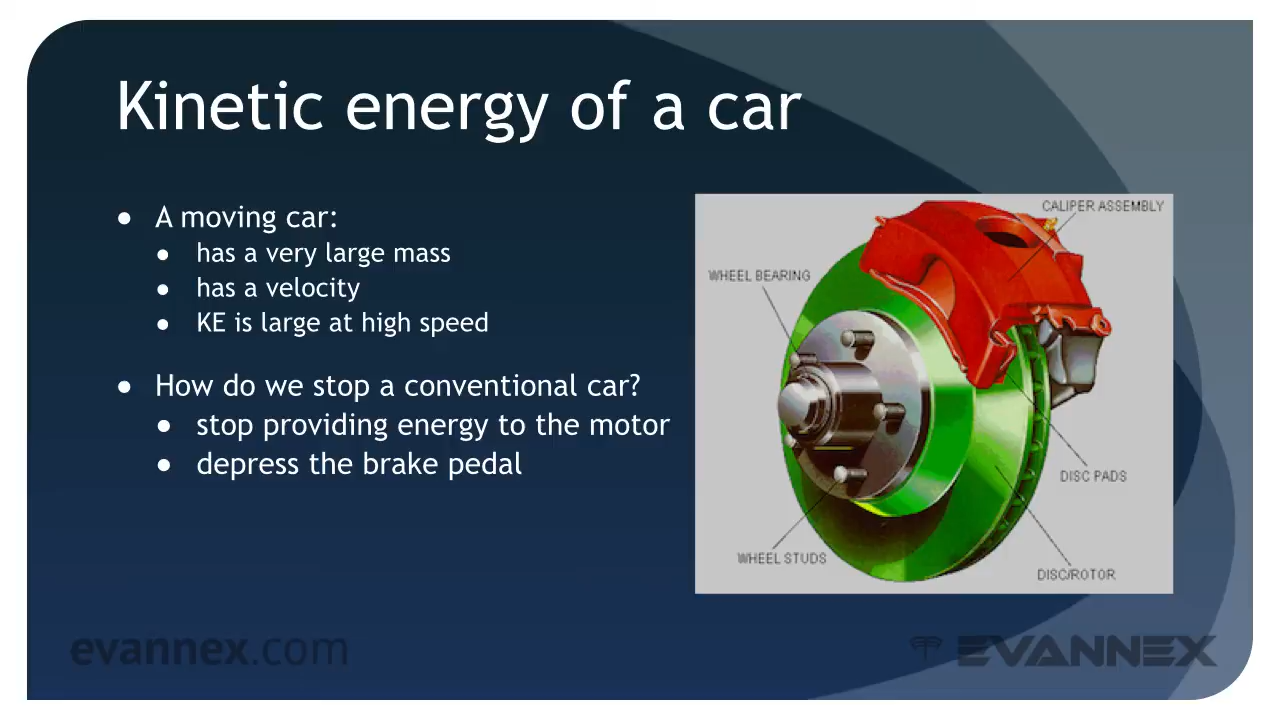 Kinetic energy of a car
● A moving car:
● has a very large mass
● has a velocity
● KE is large at high speed
● How do we stop a conventional car?
● stop providing energy to the motor
● depress the brake pedal
CALIPER ASSEMBLY
WHEEL BEARING
DISC PADS
WHEEL STUDS
DISC/ROTOR
evannex.com
EVANNEX